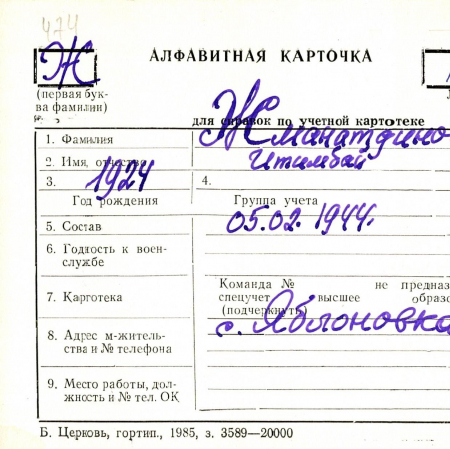 474
Ж
АЛФАВИТНАЯ КАРТОЧКА
(первая бук-
ва фамилии)
для справок по учетной картотеке
1. Фамилия Жманатдино
2. Имя, отчество Итимбай
3. 1924 4.
Год рождения Группа учета
5. Состав 05.02.1944.
6. Годность к воен-
службе
Команда № не предназ
7. Картотека спецучет высшее образо
(подчеркнуть)
с. Яблоновка
8. Адрес м-житель-
ства и № телефона
9. Место работы, дол-
жность и № тел. ОК
Б. Церковь, гортип., 1985, з. 3589—20000